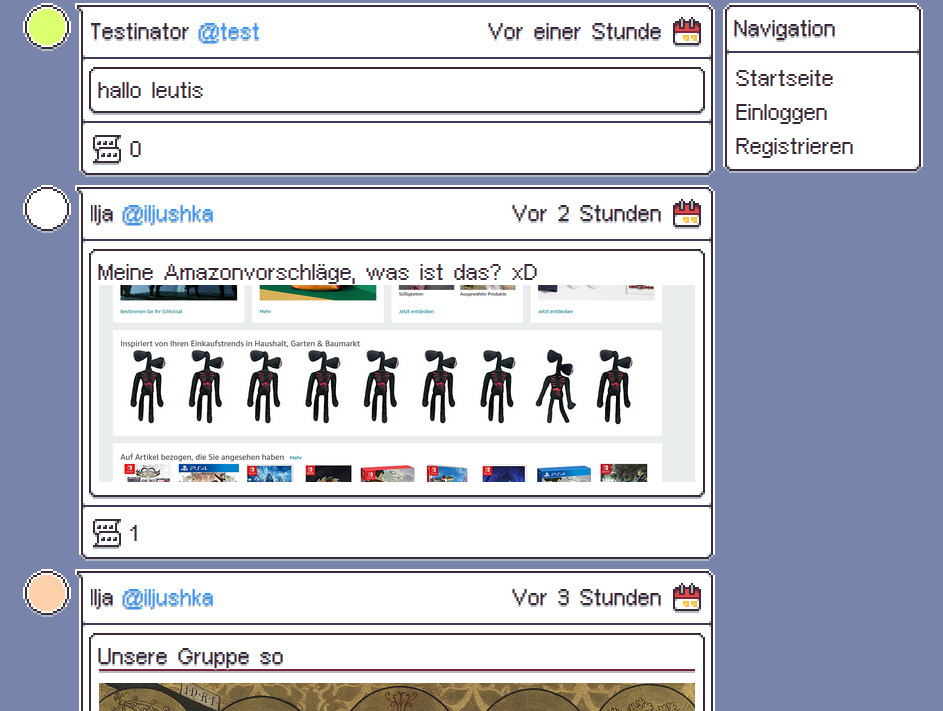 Testinator @test
Vor einer Stunde
hallo leutis
0
Ilja @iljushka
Vor 2 Stunden
Meine Amazonvorschläge, was ist das? xD
Bestimmen Sie Ihr Schicksal
Mehr
Süßigkeiten
Ausgewählte Produkte
Jetzt entdecken
Jetzt entdecken
Inspiriert von Ihren Einkaufstrends in Haushalt, Garten & Baumarkt
Auf Artikel bezogen, die Sie angesehen haben Mehr
PS4
1
Ilja @iljushka
Vor 3 Stunden
Unsere Gruppe so
IDRI
Navigation
Startseite
Einloggen
Registrieren